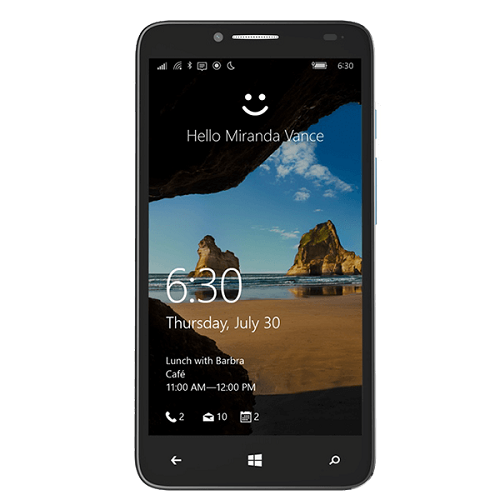 6:30
Hello Miranda Vance
6:30
Thursday, July 30
Lunch with Barbra
Café
11:00 AM—12:00 PM
2 10 2